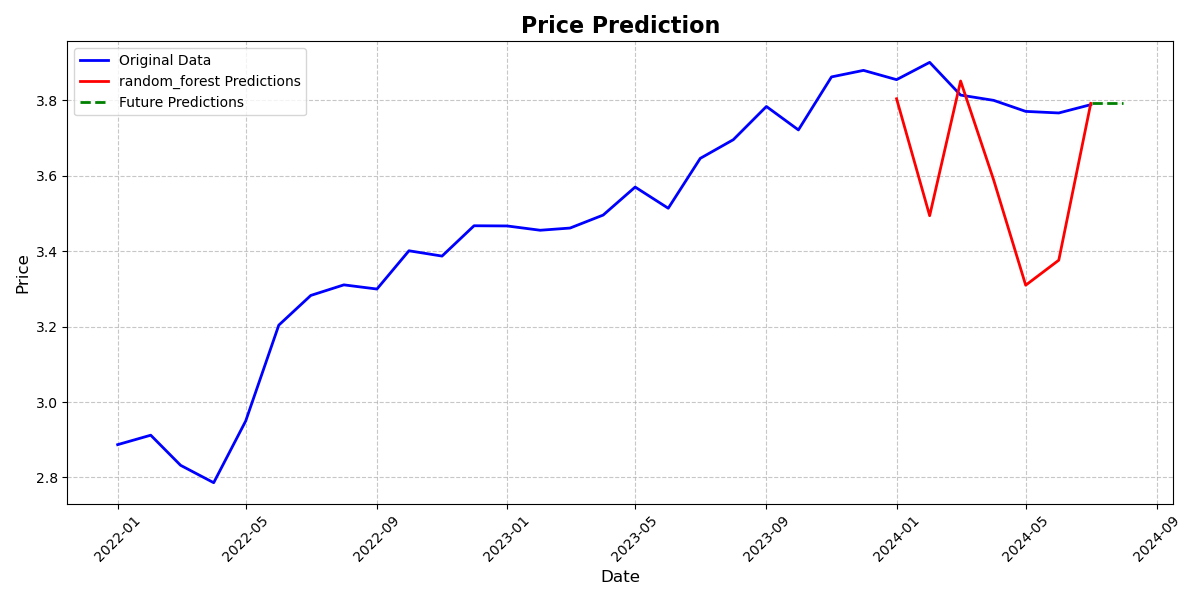 Price Prediction
Original Data
random_forest Predictions
Future Predictions
Price
3.8
3.6
3.4
3.2
3.0
2.8
2022-01
2022-05
2022-09
2023-01
2023-05
2023-09
2024-01
2024-05
2024-09
Date